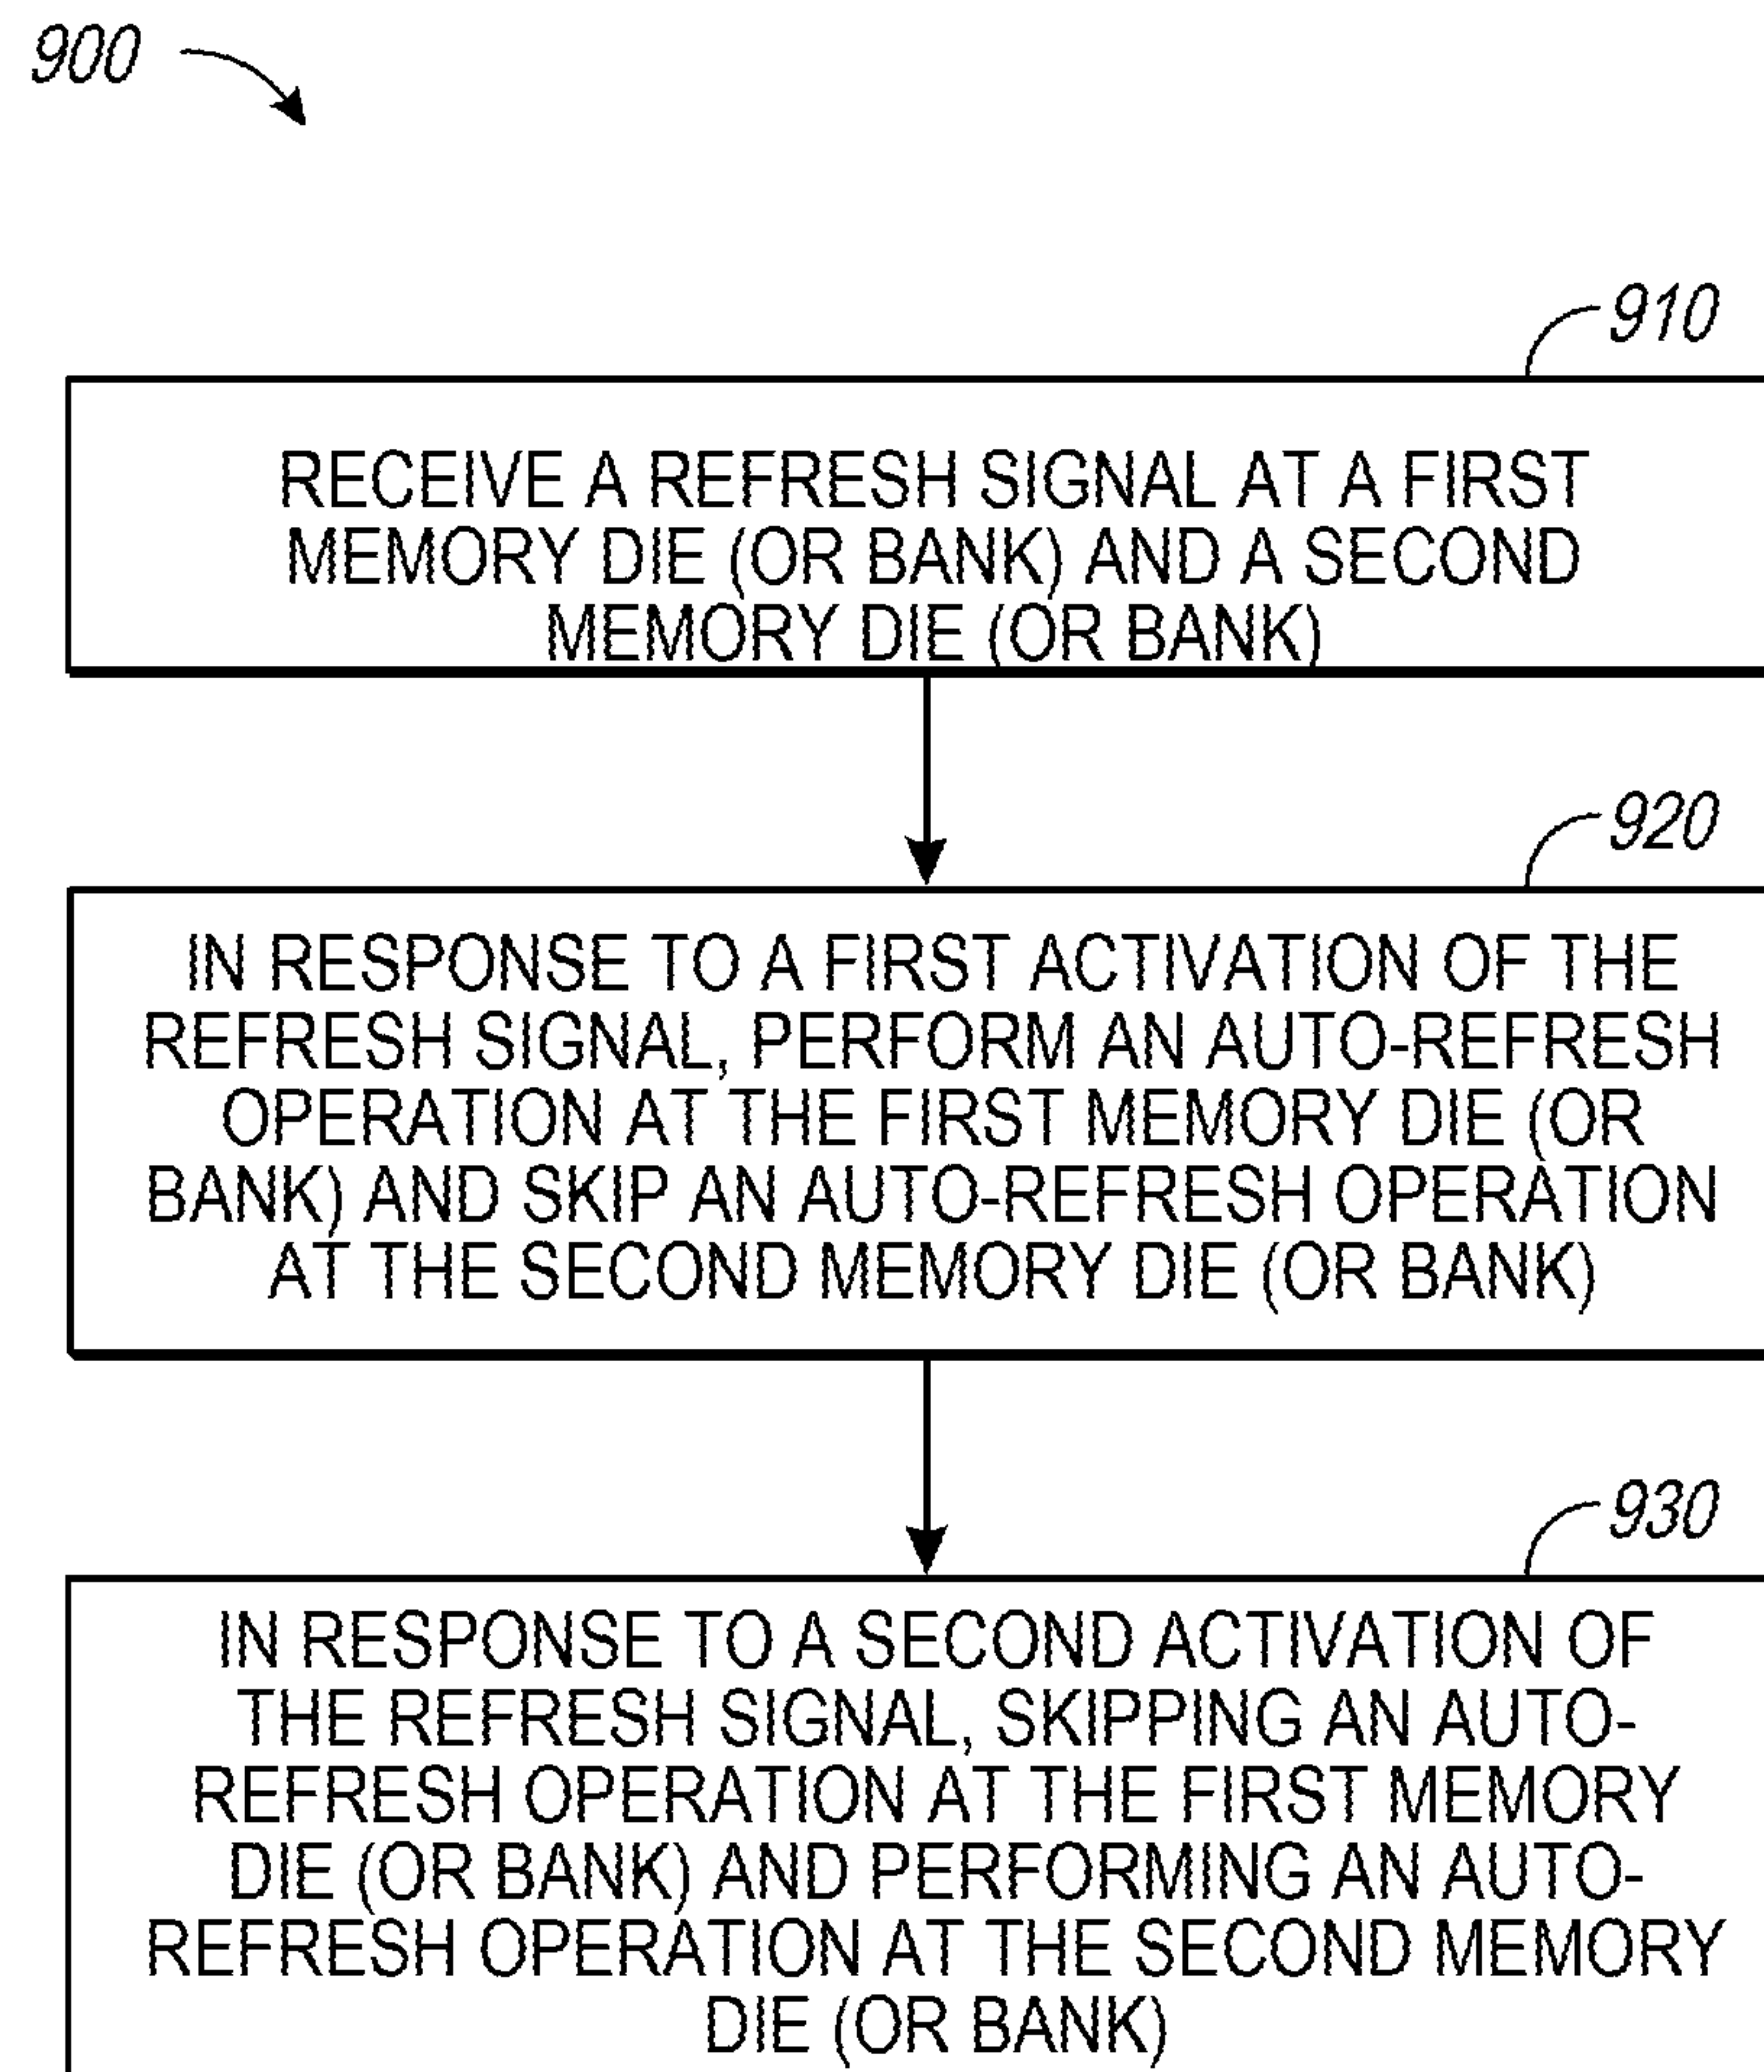 900
910
RECEIVE A REFRESH SIGNAL AT A FIRST
MEMORY DIE (OR BANK) AND A SECOND
MEMORY DIE (OR BANK)
920
IN RESPONSE TO A FIRST ACTIVATION OF THE
REFRESH SIGNAL, PERFORM AN AUTO-REFRESH
OPERATION AT THE FIRST MEMORY DIE (OR
BANK) AND SKIP AN AUTO-REFRESH OPERATION
AT THE SECOND MEMORY DIE (OR BANK)
930
IN RESPONSE TO A SECOND ACTIVATION OF
THE REFRESH SIGNAL, SKIPPING AN AUTO-
REFRESH OPERATION AT THE FIRST MEMORY
DIE (OR BANK) AND PERFORMING AN AUTO-
REFRESH OPERATION AT THE SECOND MEMORY
DIE (OR BANK)